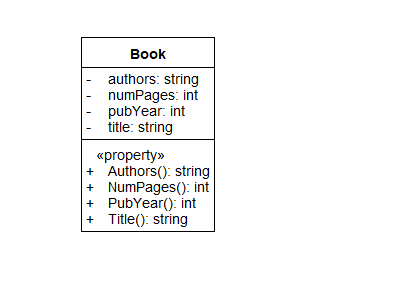 Book
- authors: string
- numPages: int
- pubYear: int
- title: string
«property»
+ Authors(): string
+ NumPages(): int
+ PubYear(): int
+ Title(): string